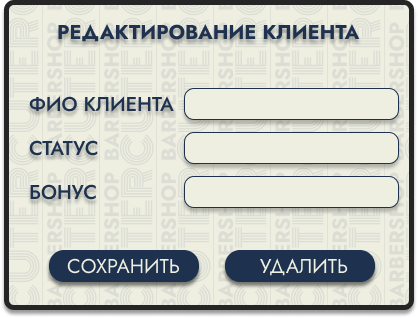 РЕДАКТИРОВАНИЕ КЛИЕНТА
ФИО КЛИЕНТА
СТАТУС
БОНУС
СОХРАНИТЬ
УДАЛИТЬ